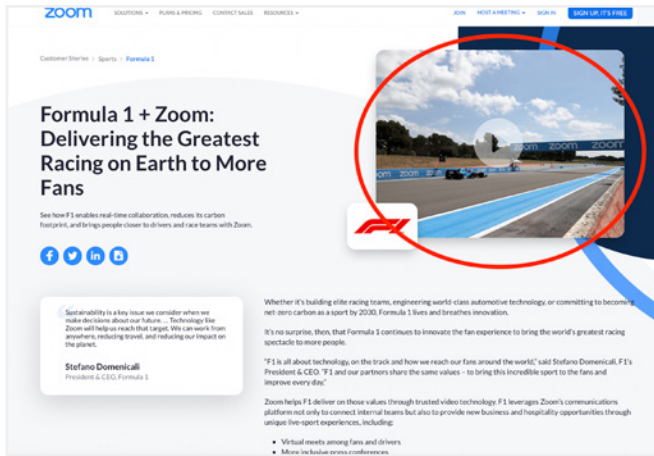 zoom SOLUTIONS PLANS & PRICING CONTACT SALES RESOURCES JOIN HOST A MEETING SIGN IN SIGN UP, IT'S FREE
Customer Stories > Sports > Formula 1
Formula 1 + Zoom:
Delivering the Greatest
Racing on Earth to More
Fans
See how F1 enables real-time collaboration, reduces its carbon
footprint, and brings people closer to drivers and race teams with Zoom.
zoom zoom zoom
zoom zoom zoom
F1
f in
Sustainability is a key issue we consider when we
make decisions about our future. ... Technology like
Zoom will help us reach that target. We can work from
anywhere, reducing travel, and reducing our impact on
the planet.
Stefano Domenicali
President & CEO, Formula 1
Whether it's building elite racing teams, engineering world-class automotive technology, or committing to becoming
net-zero carbon as a sport by 2030, Formula 1 lives and breathes innovation.
It's no surprise, then, that Formula 1 continues to innovate the fan experience to bring the world's greatest racing
spectacle to more people.
"F1 is all about technology, on the track and how we reach our fans around the world," said Stefano Domenicali, F1's
President & CEO. "F1 and our partners share the same values – to bring this incredible sport to the fans and
improve every day."
Zoom helps F1 deliver on those values through trusted video technology. F1 leverages Zoom's communications
platform not only to connect internal teams but also to provide new business and hospitality opportunities through
unique live-sport experiences, including:
• Virtual meets among fans and drivers
• More inclusive press conferences